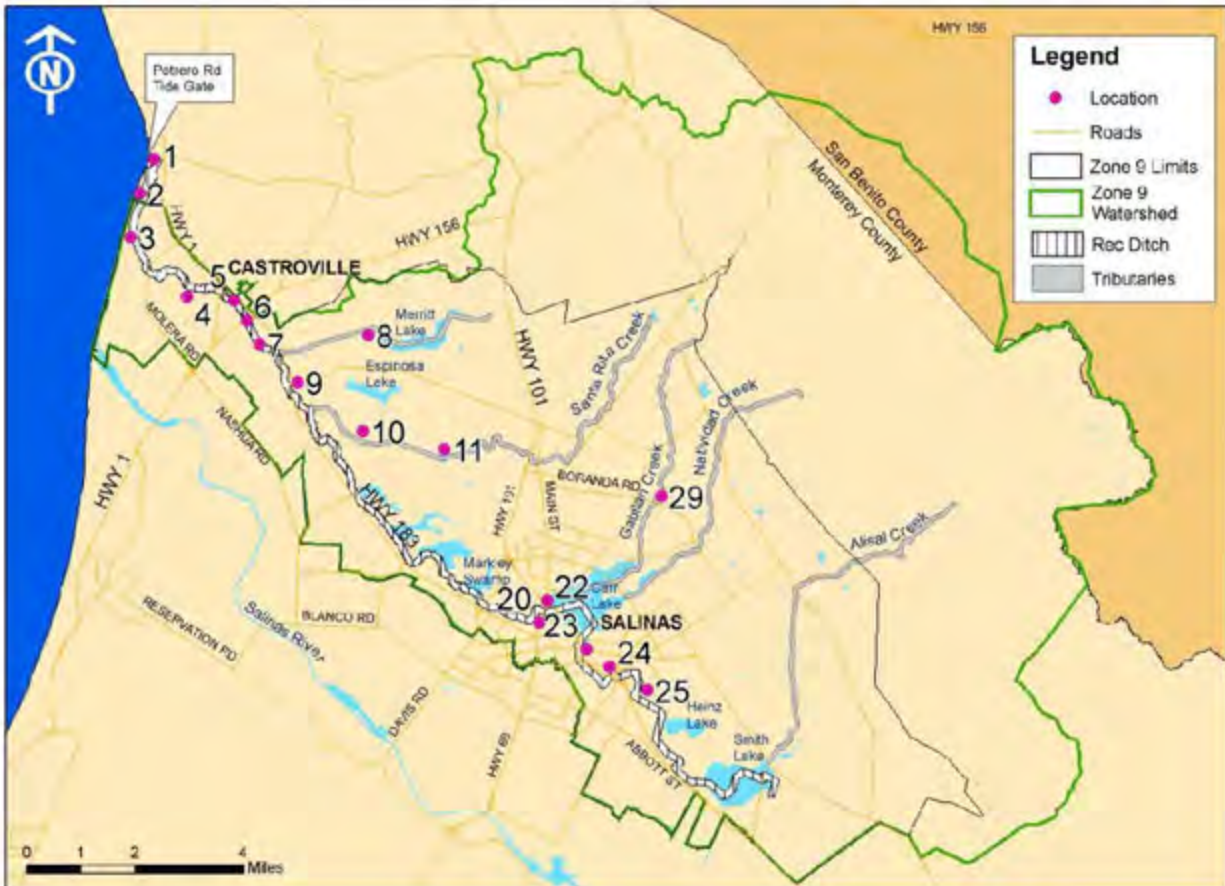 N
Potrero Rd
Tide Gate
HWY 156
Legend
Location
Roads
Zone 9 Limits
Zone 9
Watershed
Rec Ditch
Tributaries
San Benito County
Monterey County
1
2
3
HWY 1
HWY 156
CASTROVILLE
5
6
4
7
MOLERA RD
8
Merritt
Lake
Espinosa
Lake
9
HWY 101
Santa Rita Creek
Natividad Creek
Gabilan Creek
NASHUA RD
10
11
HWY 1
BORANDA RD
29
HWY 101
MAIN ST
HWY 183
Alisal Creek
Markley
Swamp
20
22
Carr
Lake
23
SALINAS
BLANCO RD
RESERVATION RD
Salinas River
24
25
DAVIS RD
Heinz
Lake
Smith
Lake
HWY 68
ABBOTT ST
0 1 2 4
Miles